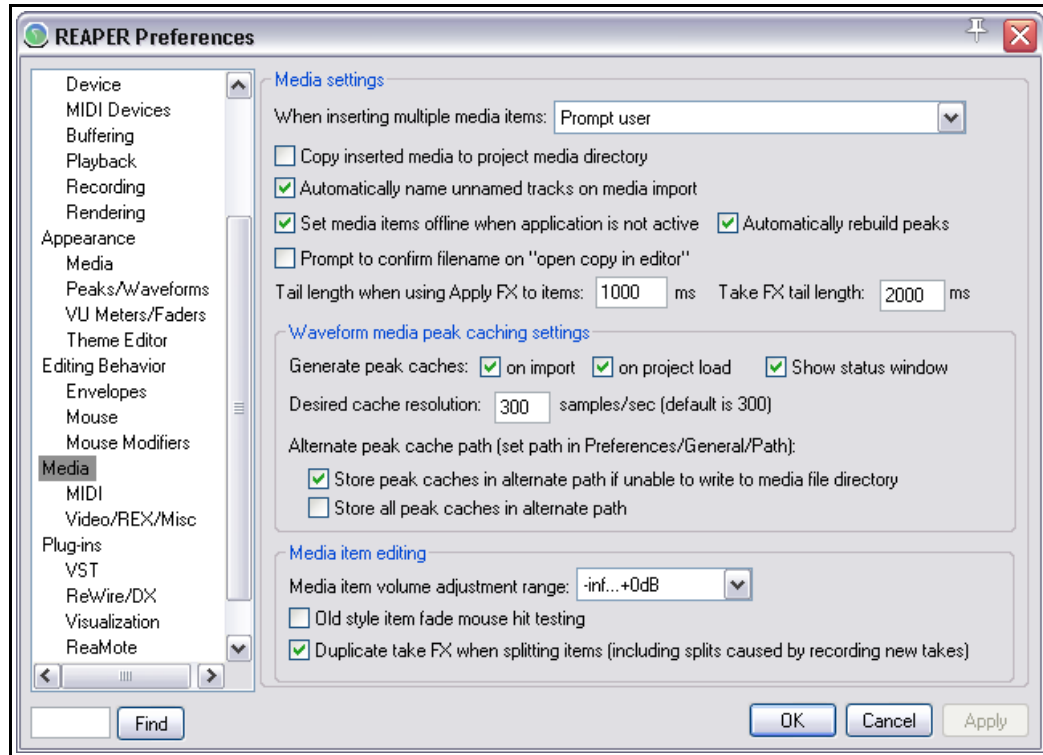 REAPER Preferences
Device
MIDI Devices
Buffering
Playback
Recording
Rendering
Appearance
Media
Peaks/Waveforms
VU Meters/Faders
Theme Editor
Editing Behavior
Envelopes
Mouse
Mouse Modifiers
Media
MIDI
Video/REX/Misc
Plug-ins
VST
ReWire/DX
Visualization
ReaMote
Find
Media settings
When inserting multiple media items: Prompt user
Copy inserted media to project media directory
Automatically name unnamed tracks on media import
Set media items offline when application is not active Automatically rebuild peaks
Prompt to confirm filename on "open copy in editor"
Tail length when using Apply FX to items: 1000 ms Take FX tail length: 2000 ms
Waveform media peak caching settings
Generate peak caches: on import on project load Show status window
Desired cache resolution: 300 samples/sec (default is 300)
Alternate peak cache path (set path in Preferences/General/Path):
Store peak caches in alternate path if unable to write to media file directory
Store all peak caches in alternate path
Media item editing
Media item volume adjustment range: -inf...+0dB
Old style item fade mouse hit testing
Duplicate take FX when splitting items (including splits caused by recording new takes)
OK Cancel Apply